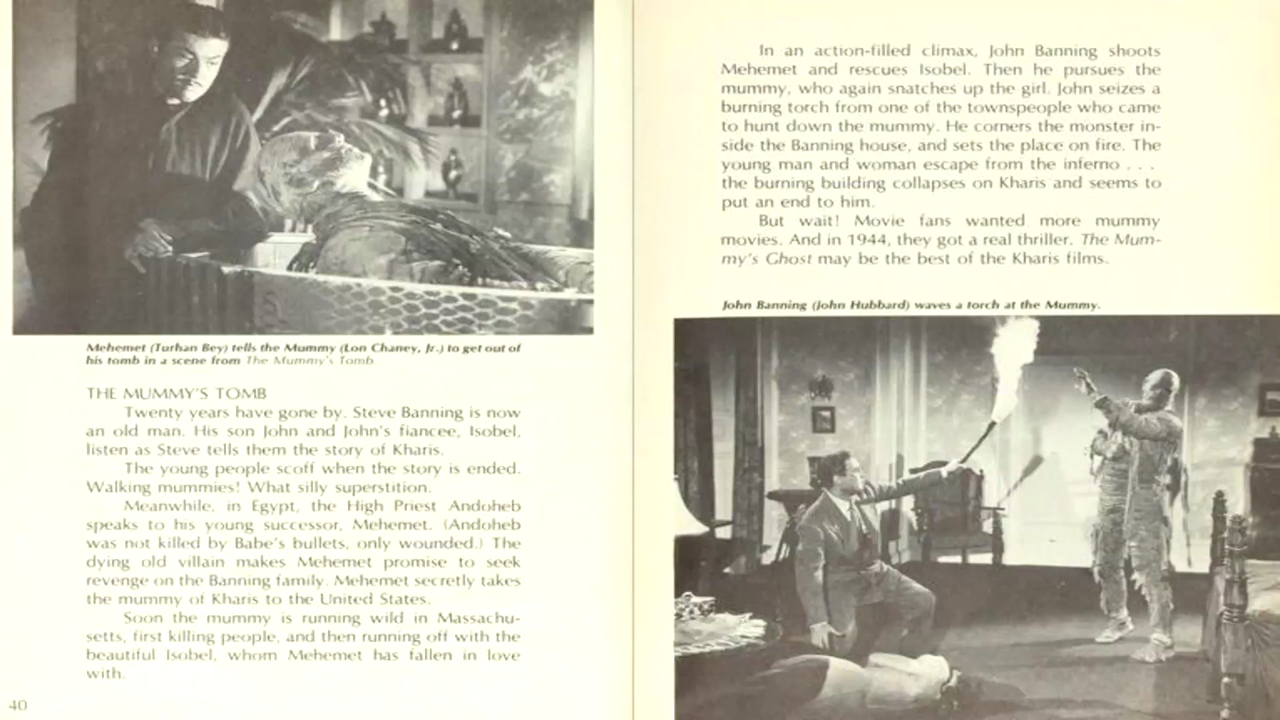 Mehemet (Turhan Bey) tells the Mummy (Lon Chaney, Jr.) to get out of
his tomb in a scene from The Mummy's Tomb
THE MUMMY'S TOMB
Twenty years have gone by. Steve Banning is now
an old man. His son John and John's fiancee, Isobel,
listen as Steve tells them the story of Kharis.
The young people scoff when the story is ended.
Walking mummies! What silly superstition.
Meanwhile, in Egypt, the High Priest Andoheb
speaks to his young successor, Mehemet. (Andoheb
was not killed by Babe's bullets, only wounded.) The
dying old villain makes Mehemet promise to seek
revenge on the Banning family. Mehemet secretly takes
the mummy of Kharis to the United States.
Soon the mummy is running wild in Massachu-
setts, first killing people, and then running off with the
beautiful Isobel, whom Mehemet has fallen in love
with.
40
In an action-filled climax, John Banning shoots
Mehemet and rescues Isobel. Then he pursues the
mummy, who again snatches up the girl. John seizes a
burning torch from one of the townspeople who came
to hunt down the mummy. He corners the monster in-
side the Banning house, and sets the place on fire. The
young man and woman escape from the inferno . . .
the burning building collapses on Kharis and seems to
put an end to him.
But wait! Movie fans wanted more mummy
movies. And in 1944, they got a real thriller. The Mum-
my's Ghost may be the best of the Kharis films.
John Banning (John Hubbard) waves a torch at the Mummy.